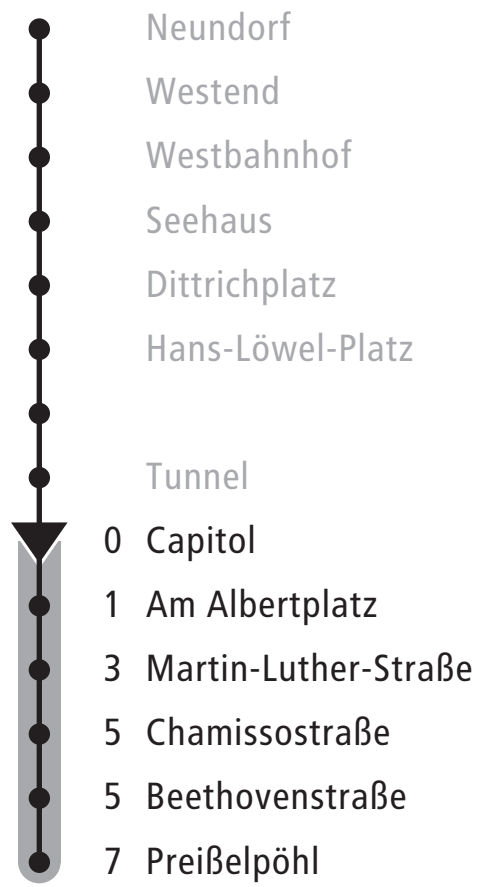 Neundorf
Westend
Westbahnhof
Seehaus
Dittrichplatz
Hans-Löwel-Platz
Tunnel
0 Capitol
1 Am Albertplatz
3 Martin-Luther-Straße
5 Chamissostraße
5 Beethovenstraße
7 Preißelpöhl